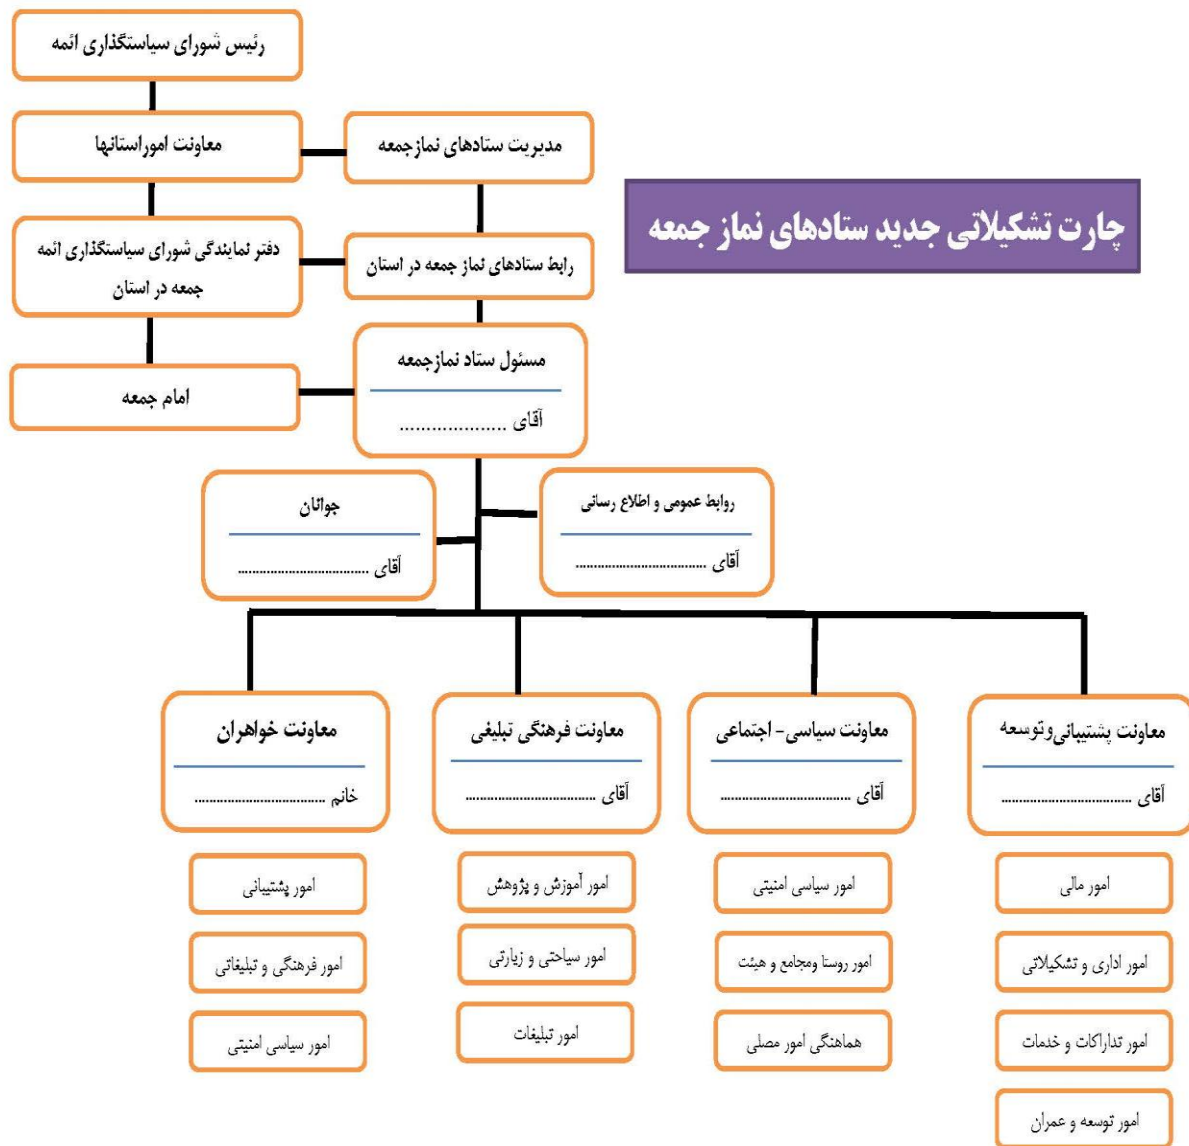 رئیس شورای سیاستگذاری ائمه
معاونت اموراستانها
مدیریت ستادهای نمازجمعه
چارت تشکیلاتی جدید ستادهای نماز جمعه
دفتر نمایندگی شورای سیاستگذاری ائمه
جمعه در استان
رابط ستادهای نماز جمعه در استان
امام جمعه
مسئول ستاد نمازجمعه
آقای ....................
روابط عمومی و اطلاع رسانی
آقای ....................................
جوانان
آقای ....................................
معاونت پشتیبانی وتوسعه
آقای ....................................
معاونت سیاسی- اجتماعی
آقای ....................................
معاونت فرهنگی تبلیغی
آقای ....................................
معاونت خواهران
خانم ....................................
امور مالی
امور اداری و تشکیلاتی
امور تداراکات و خدمات
امور توسعه و عمران
امور سیاسی امنیتی
امور روستا ومجامع و هیئت
هماهنگی امور مصلی
امور آموزش و پژوهش
امور سیاحتی و زیارتی
امور تبلیغات
امور پشتیبانی
امور فرهنگی و تبلیغاتی
امور سیاسی امنیتی